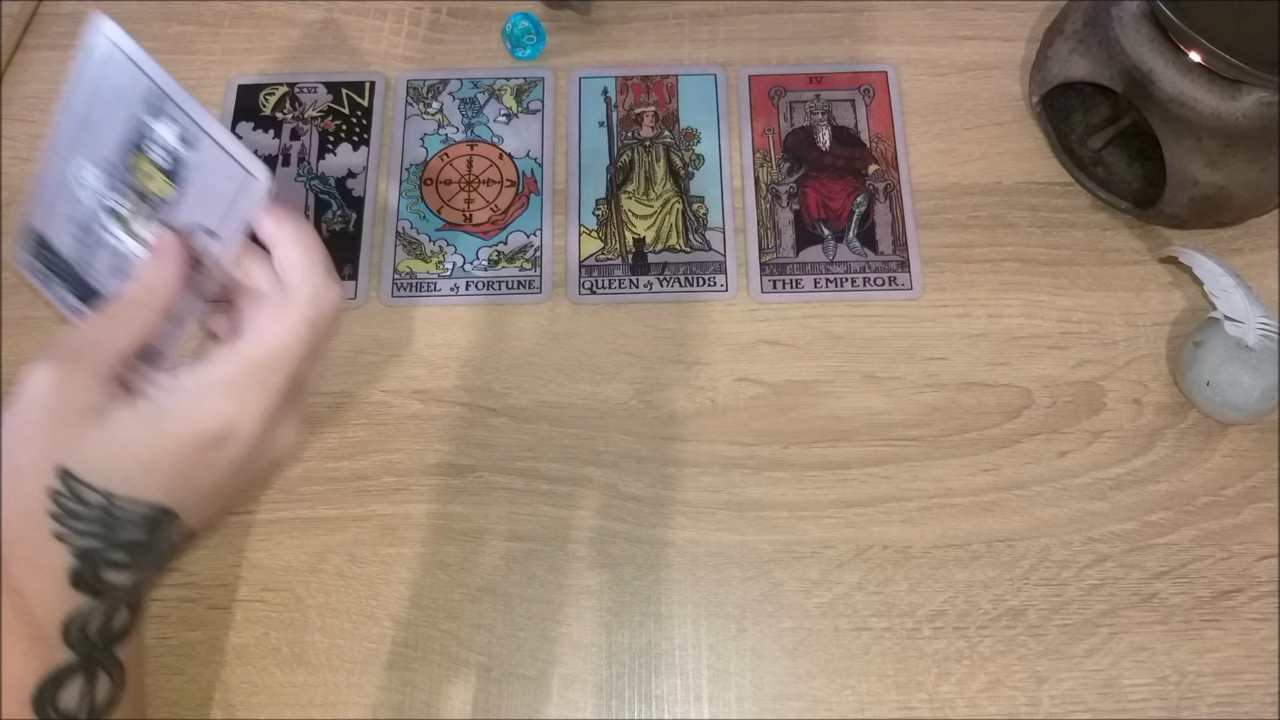 XVI
X
IV
WHEEL of FORTUNE.
QUEEN of WANDS.
THE EMPEROR.